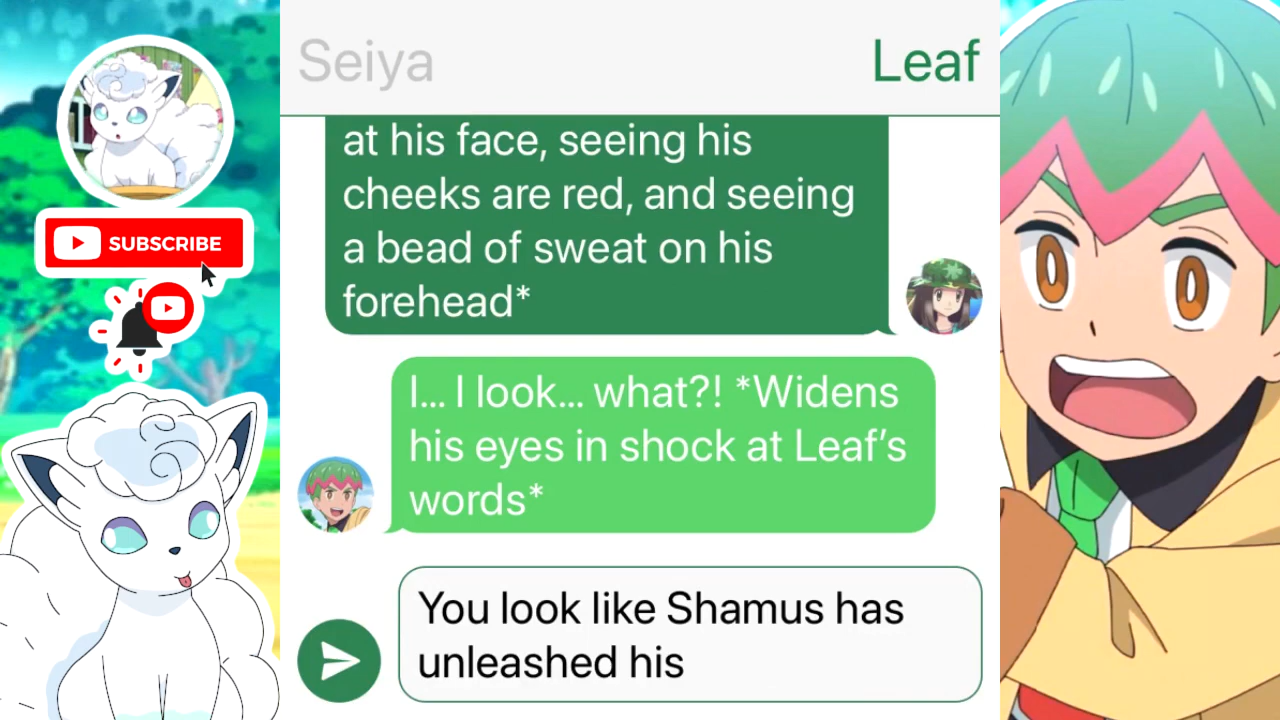 Seiya
Leaf
at his face, seeing his
cheeks are red, and seeing
a bead of sweat on his
forehead*
I... I look... what?! *Widens
his eyes in shock at Leaf’s
words*
You look like Shamus has
unleashed his
SUBSCRIBE